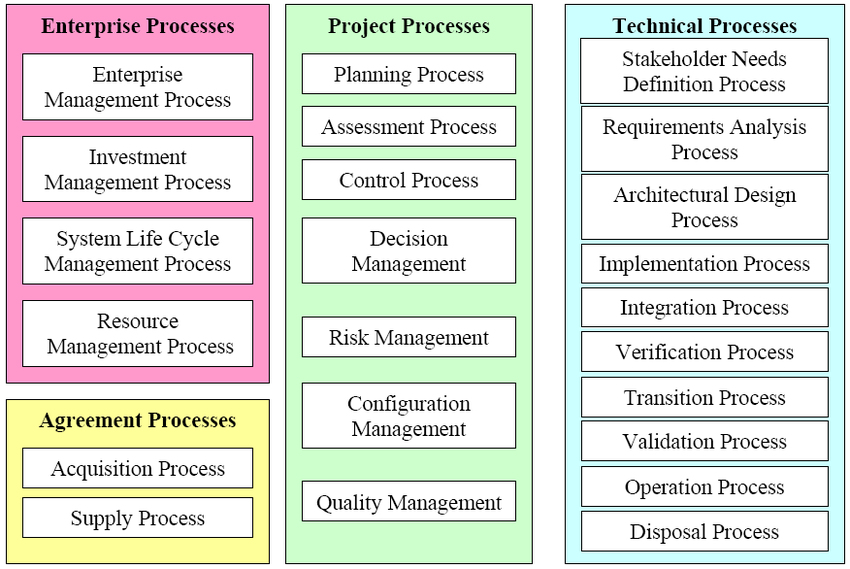 Enterprise Processes
Enterprise
Management Process
Investment
Management Process
System Life Cycle
Management Process
Resource
Management Process
Agreement Processes
Acquisition Process
Supply Process
Project Processes
Planning Process
Assessment Process
Control Process
Decision
Management
Risk Management
Configuration
Management
Quality Management
Technical Processes
Stakeholder Needs
Definition Process
Requirements Analysis
Process
Architectural Design
Process
Implementation Process
Integration Process
Verification Process
Transition Process
Validation Process
Operation Process
Disposal Process